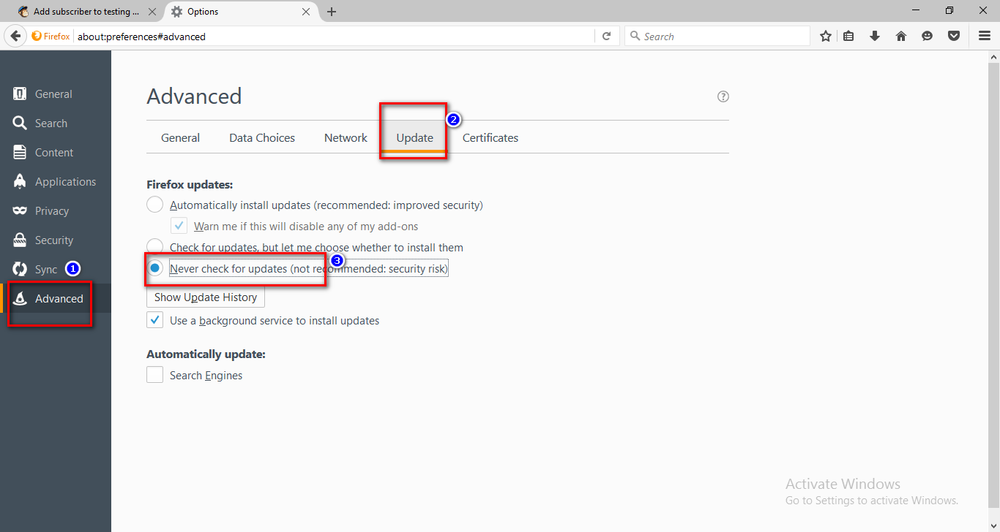 Add subscriber to testing ...
Options
Firefox
about:preferences#advanced
Search
General
Search
Content
Applications
Privacy
Security
Sync
1
Advanced
Advanced
?
General
Data Choices
Network
Update
2
Certificates
Firefox updates:
Automatically install updates (recommended: improved security)
Warn me if this will disable any of my add-ons
Check for updates, but let me choose whether to install them
3
Never check for updates (not recommended: security risk)
Show Update History
Use a background service to install updates
Automatically update:
Search Engines
Activate Windows
Go to Settings to activate Windows.